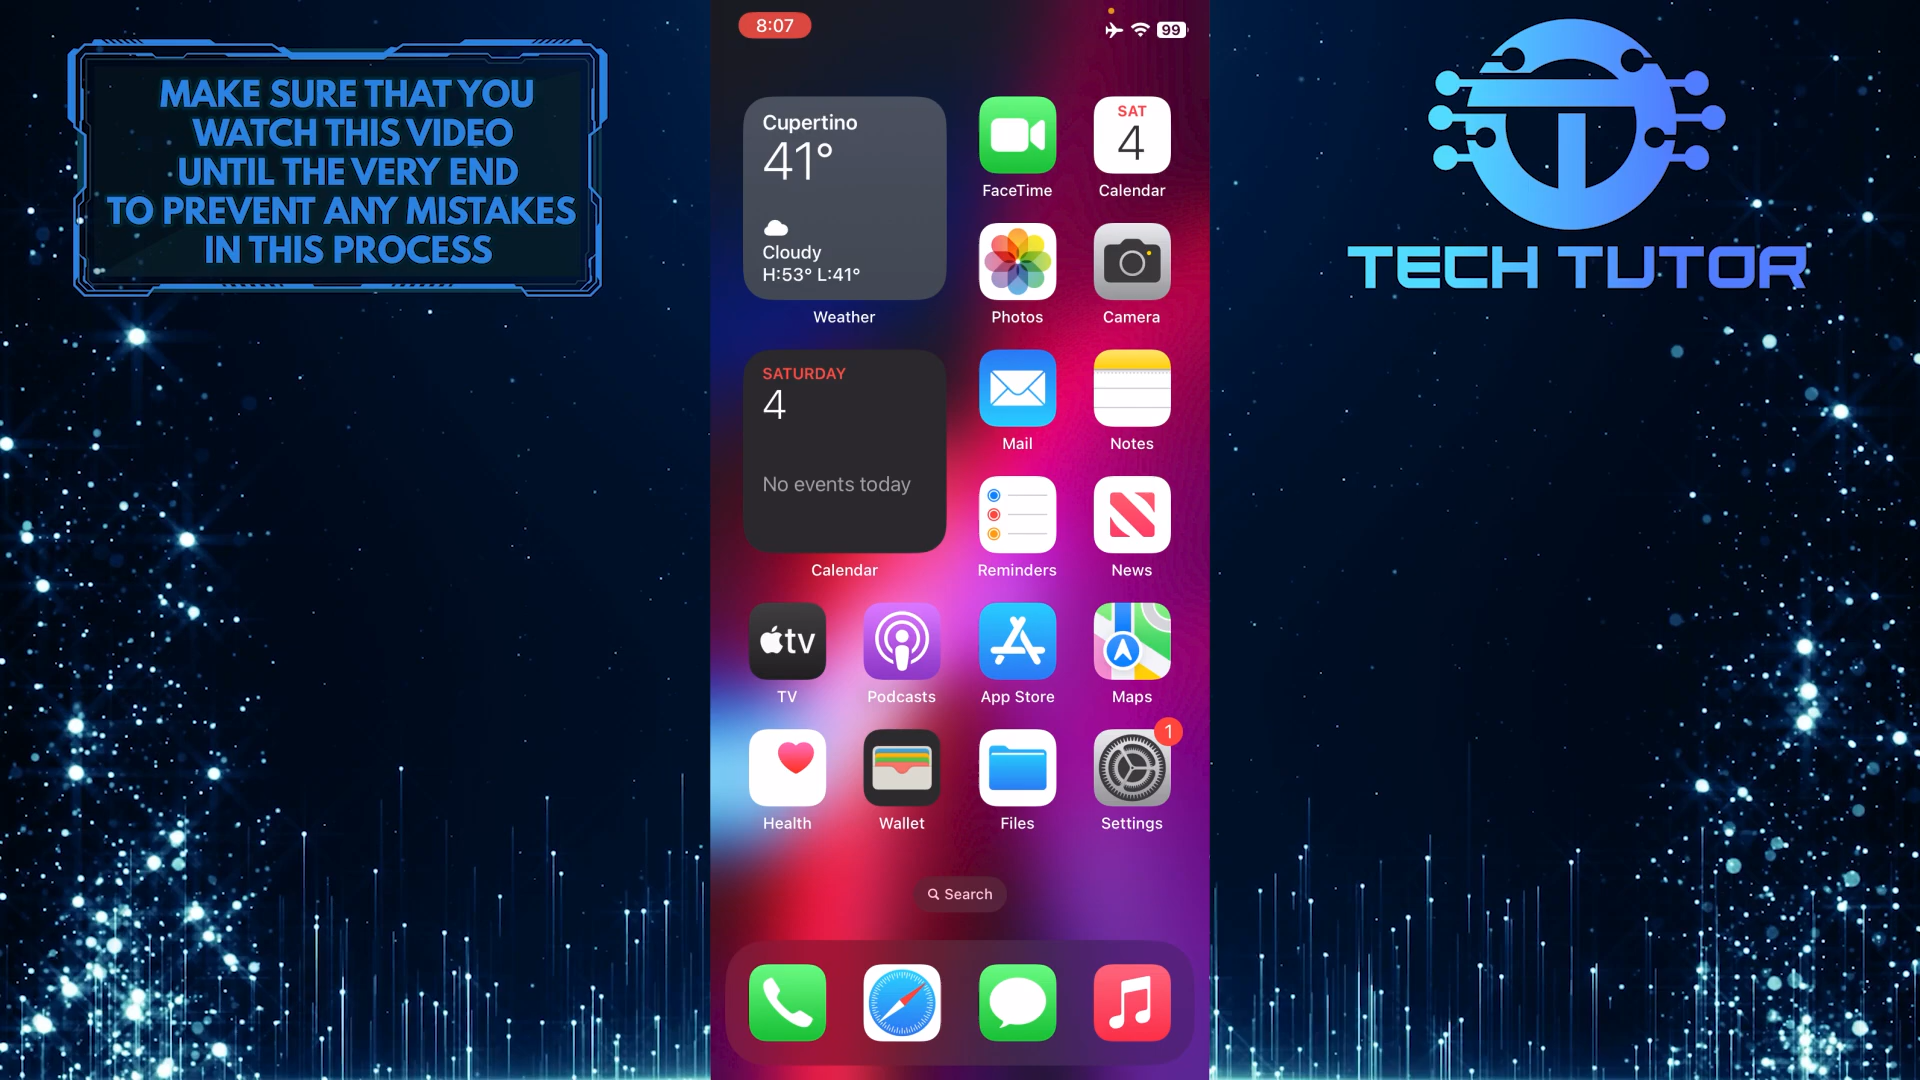 MAKE SURE THAT YOU
WATCH THIS VIDEO
UNTIL THE VERY END
TO PREVENT ANY MISTAKES
IN THIS PROCESS
8:07
99
Cupertino
41°
Cloudy
H:53° L:41°
Weather
FaceTime
SAT
4
Calendar
Photos
Camera
SATURDAY
4
No events today
Calendar
Mail
Notes
Reminders
News
tv
TV
Podcasts
App Store
Maps
Health
Wallet
Files
1
Settings
Search
TECH TUTOR